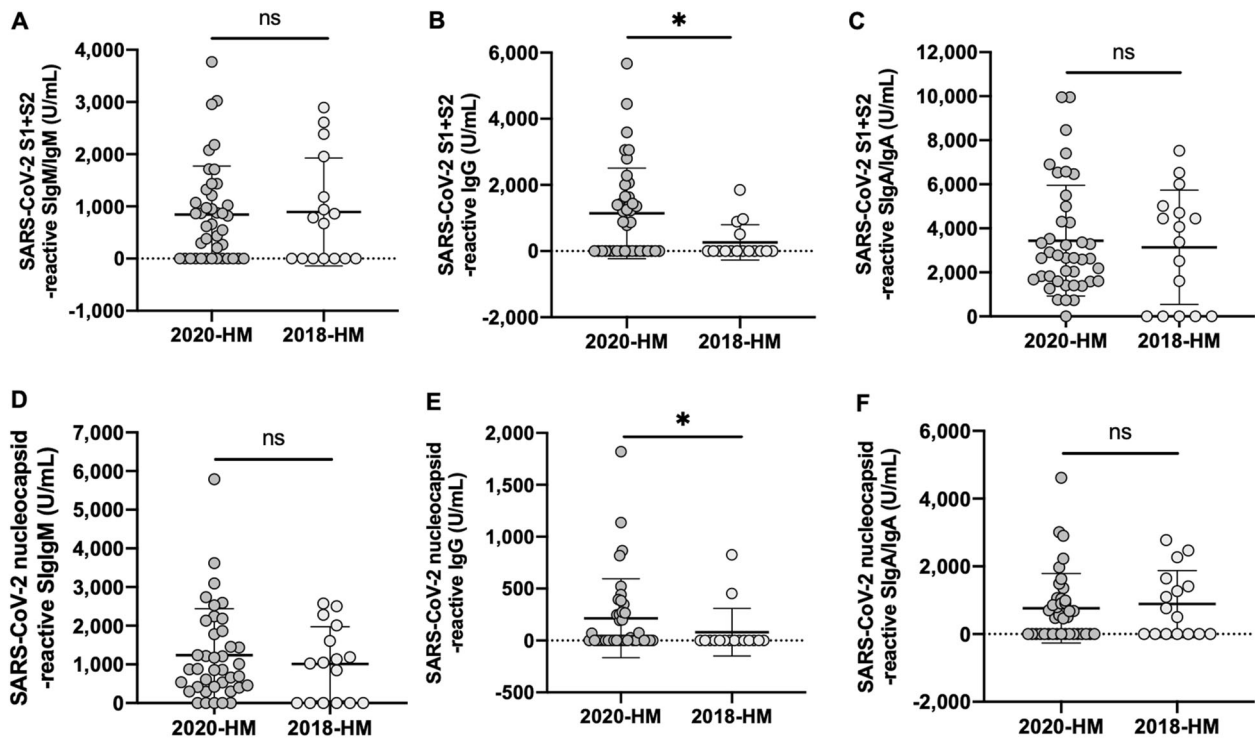 A
ns
SARS-CoV-2 S1+S2
-reactive SIgM/IgM (U/mL)
4,000
3,000
2,000
1,000
0
-1,000
2020-HM
2018-HM
B
*
SARS-CoV-2 S1+S2
-reactive IgG (U/mL)
6,000
4,000
2,000
0
-2,000
2020-HM
2018-HM
C
ns
SARS-CoV-2 S1+S2
-reactive SIgA/IgA (U/mL)
12,000
10,000
8,000
6,000
4,000
2,000
0
2020-HM
2018-HM
D
ns
SARS-CoV-2 nucleocapsid
-reactive SIgIgM (U/mL)
7,000
6,000
5,000
4,000
3,000
2,000
1,000
0
2020-HM
2018-HM
E
*
SARS-CoV-2 nucleocapsid
-reactive IgG (U/mL)
2,000
1,500
1,000
500
0
-500
2020-HM
2018-HM
F
ns
SARS-CoV-2 nucleocapsid
-reactive SIgA/IgA (U/mL)
6,000
4,000
2,000
0
-2,000
2020-HM
2018-HM